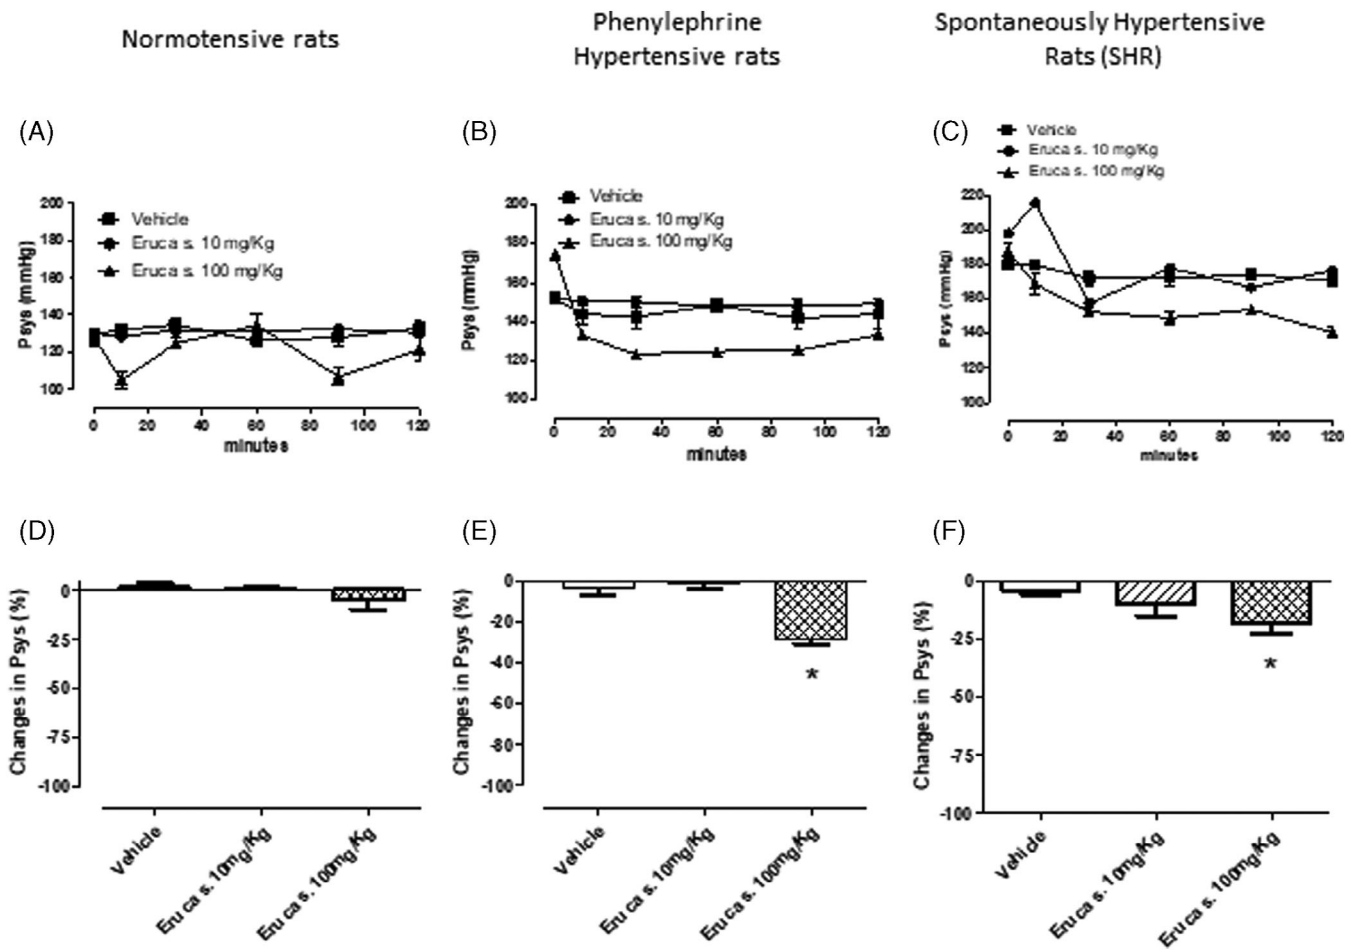 Normotensive rats
Phenylephrine
Hypertensive rats
Spontaneously Hypertensive
Rats (SHR)
(A)
Psys (mmHg)
200
180
160
140
120
100
Vehicle
Eruca s. 10 mg/Kg
Eruca s. 100 mg/Kg
0 20 40 60 80 100 120
minutes
(B)
Psys (mmHg)
200
180
160
140
120
100
Vehicle
Eruca s. 10 mg/Kg
Eruca s. 100 mg/Kg
0 20 40 60 80 100 120
minutes
(C)
Vehicle
Eruca s. 10 mg/Kg
Eruca s. 100 mg/Kg
Psys (mmHg)
220
200
180
160
140
120
100
0 20 40 60 80 100 120
minutes
(D)
Changes in Psys (%)
0
-25
-50
-75
-100
Vehicle
Eruca s. 10mg/Kg
Eruca s. 100mg/Kg
(E)
Changes in Psys (%)
0
-20
-40
-60
-80
-100
*
Vehicle
Eruca s. 10mg/Kg
Eruca s. 100mg/Kg
(F)
Changes in Psys (%)
0
-25
-50
-75
-100
*
Vehicle
Eruca s. 10mg/Kg
Eruca s. 100mg/Kg